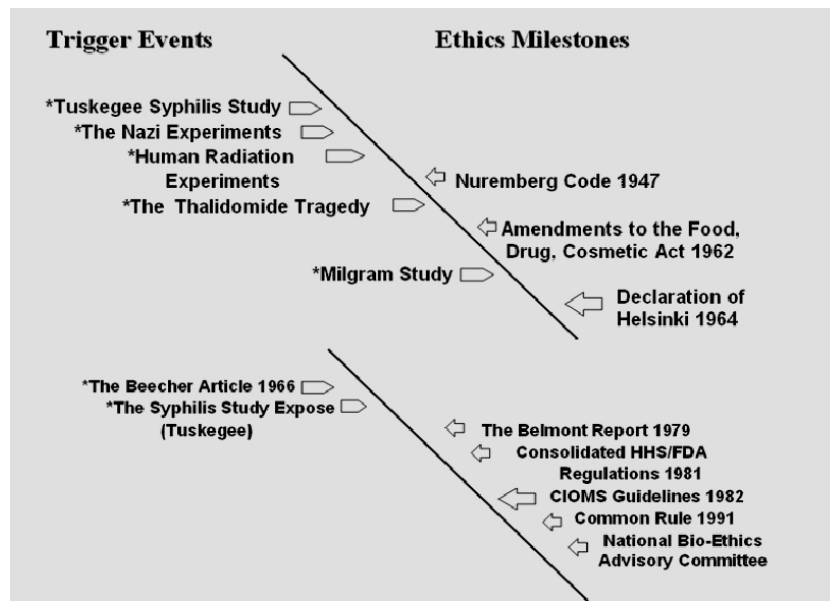 Trigger Events
Ethics Milestones
*Tuskegee Syphilis Study
*The Nazi Experiments
*Human Radiation
Experiments
Nuremberg Code 1947
*The Thalidomide Tragedy
Amendments to the Food,
Drug, Cosmetic Act 1962
*Milgram Study
Declaration of
Helsinki 1964
*The Beecher Article 1966
*The Syphilis Study Expose
(Tuskegee)
The Belmont Report 1979
Consolidated HHS/FDA
Regulations 1981
CIOMS Guidelines 1982
Common Rule 1991
National Bio-Ethics
Advisory Committee